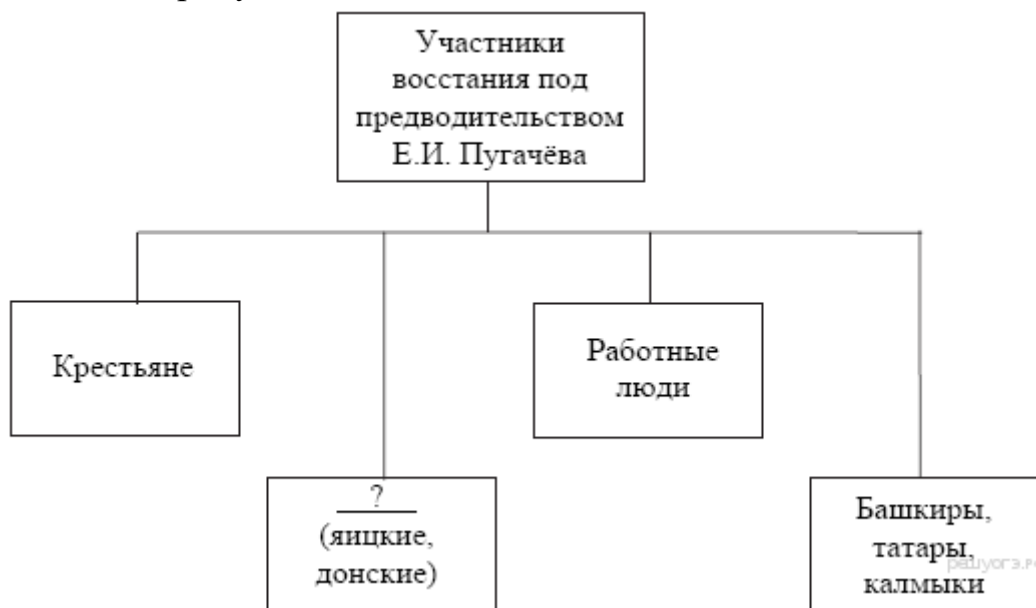 Участники
восстания под
предводительством
Е.И. Пугачёва
Крестьяне
Работные
люди
?
(яицкие,
донские)
Башкиры,
татары,
калмыки